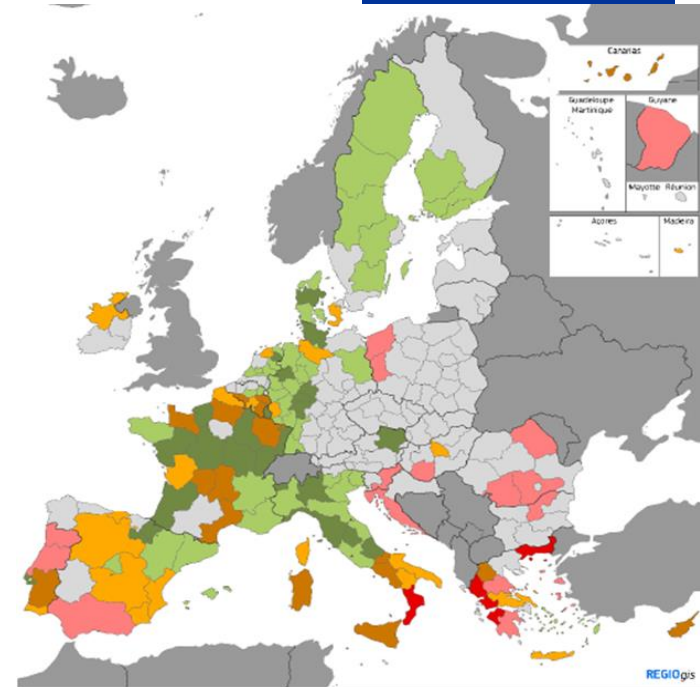 Canarias
Guadeloupe
Martinique
Guyane
Mayotte Réunion
Açores
Madeira
REGIOgis